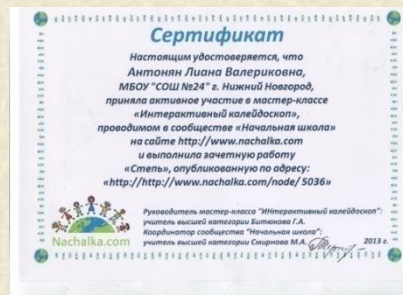 Сертификат
Настоящим удостоверяется, что
Антонян Лиана Валериковна,
МБОУ "СОШ №24" г. Нижний Новгород,
приняла активное участие в мастер-классе
«Интерактивный калейдоскоп»,
проводимом в сообществе «Начальная школа»
на сайте http://www.nachalka.com
и выполнила зачетную работу
«Степь», опубликованную по адресу:
«http://http://www.nachalka.com/node/ 5036»
Руководитель мастер-класса "ИНтерактивный калейдоскоп":
учитель высшей категории Битюкова Г.А.
Координатор сообщества "Начальная школа":
учитель высшей категории Смирнова М.А. 2013 г.
Nachalka.com